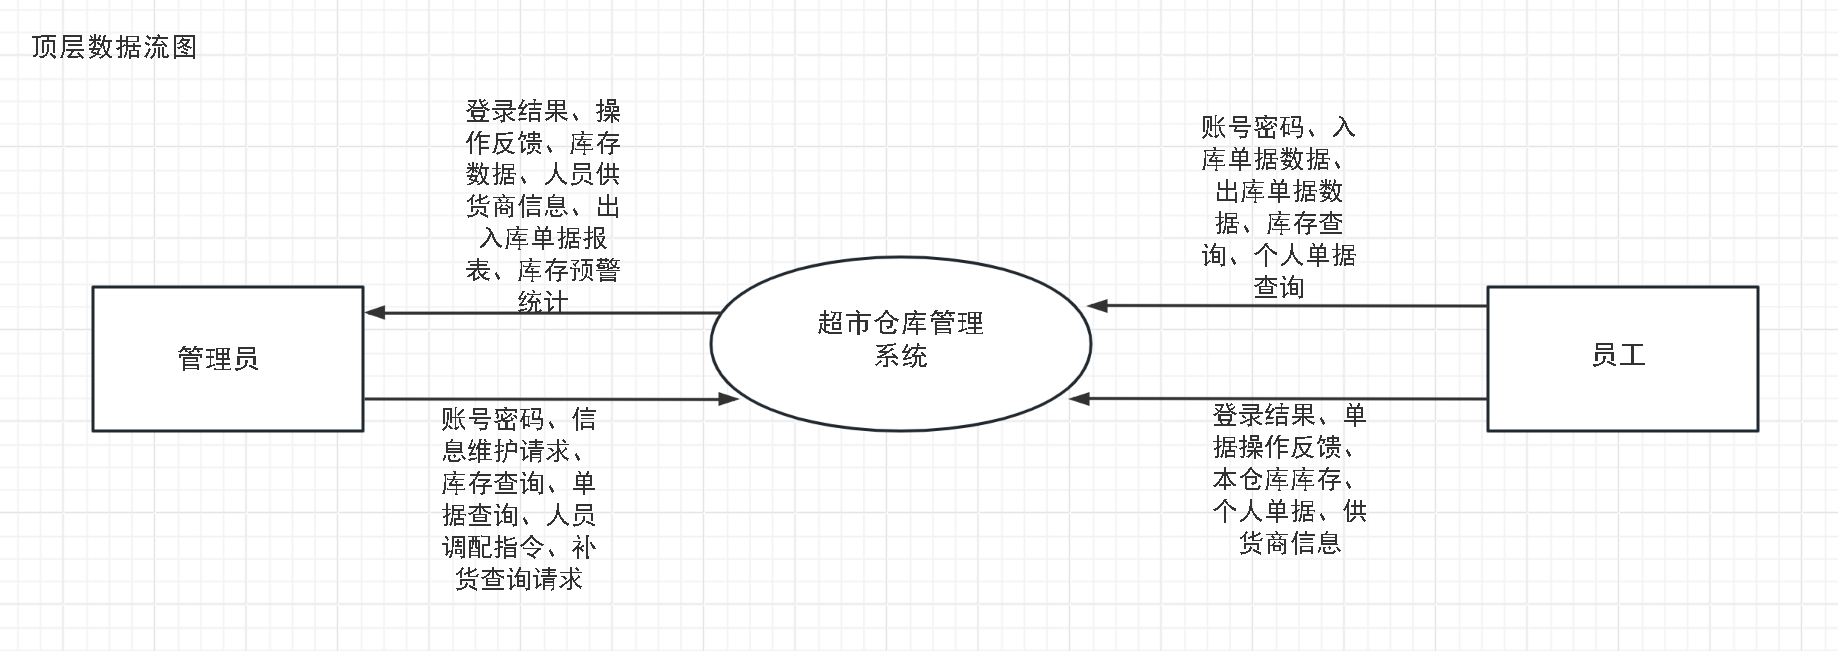 顶层数据流图
登录结果、操
作反馈、库存
数据、人员供
货商信息、出
入库单据报
表、库存预警
统计
账号密码、入
库单据数据、
出库单据数
据、库存查
询、个人单据
查询
管理员
超市仓库管理
系统
员工
账号密码、信
息维护请求、
库存查询、单
据查询、人员
调配指令、补
货查询请求
登录结果、单
据操作反馈、
本仓库库存、
个人单据、供
货商信息